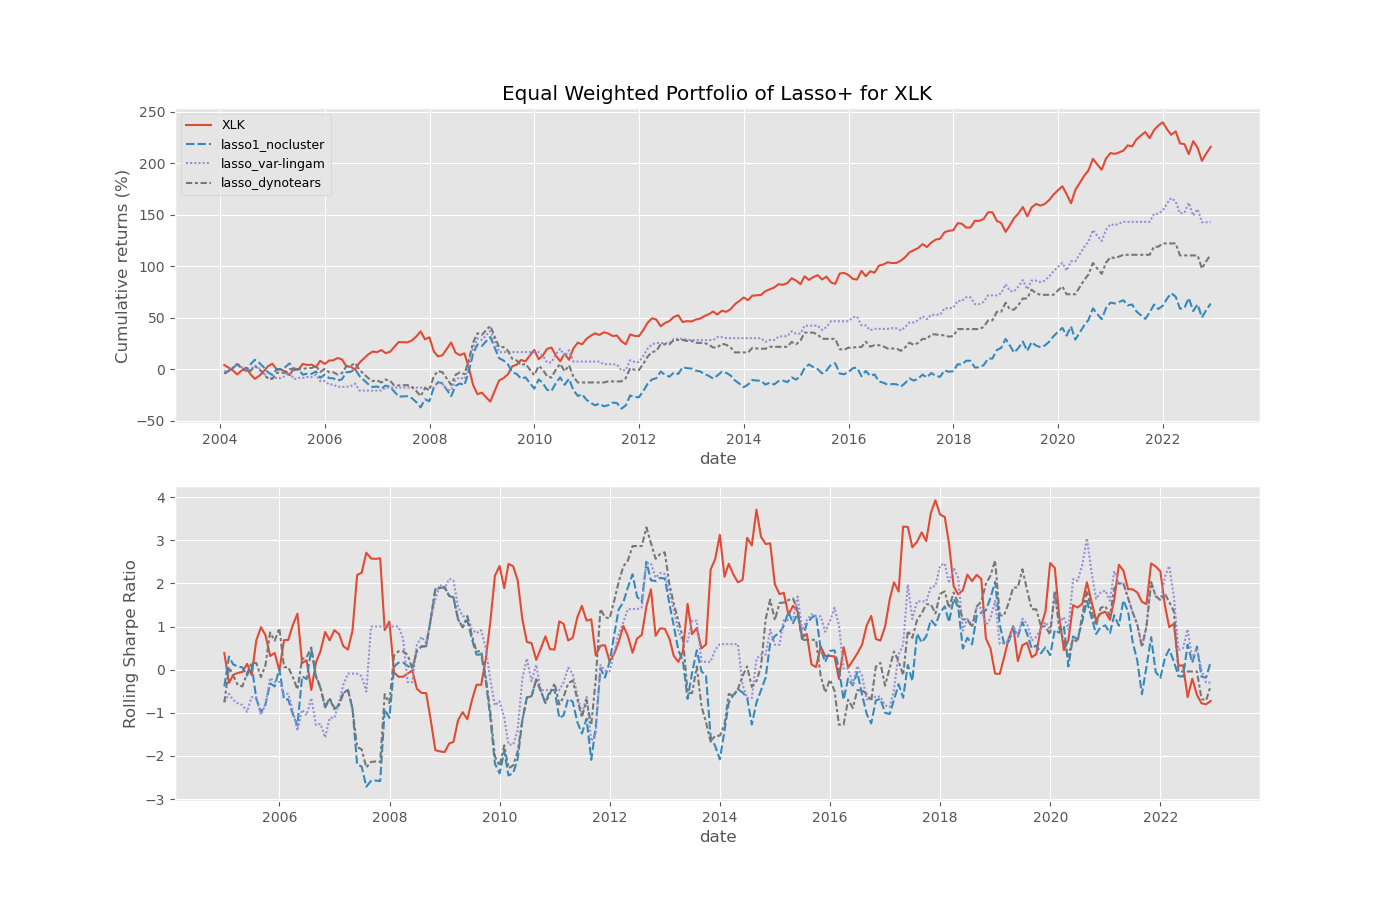 Equal Weighted Portfolio of Lasso+ for XLK
250
200
150
100
50
0
−50
Cumulative returns (%)
XLK
lasso1_nocluster
lasso_var-lingam
lasso_dynotears
2004 2006 2008 2010 2012 2014 2016 2018 2020 2022
date
4
3
2
1
0
−1
−2
−3
Rolling Sharpe Ratio
2006 2008 2010 2012 2014 2016 2018 2020 2022
date